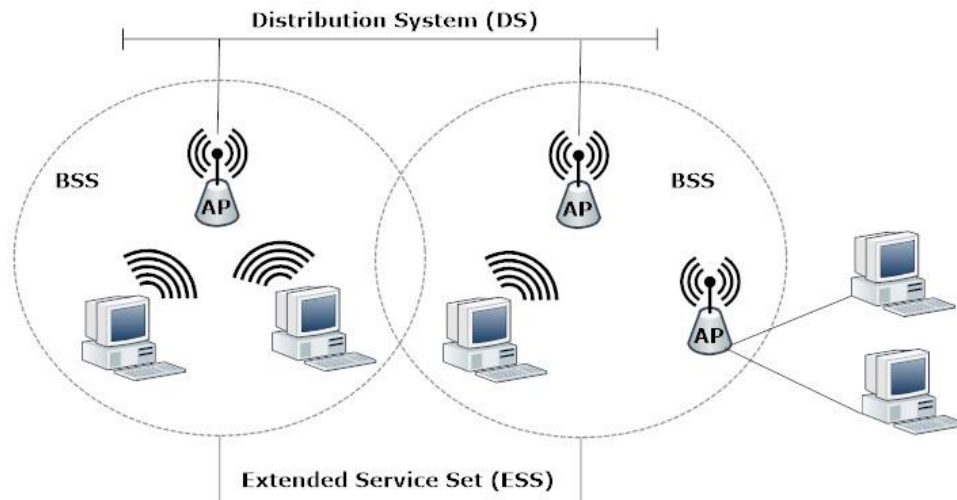 Distribution System (DS)
BSS
AP
AP
BSS
AP
Extended Service Set (ESS)